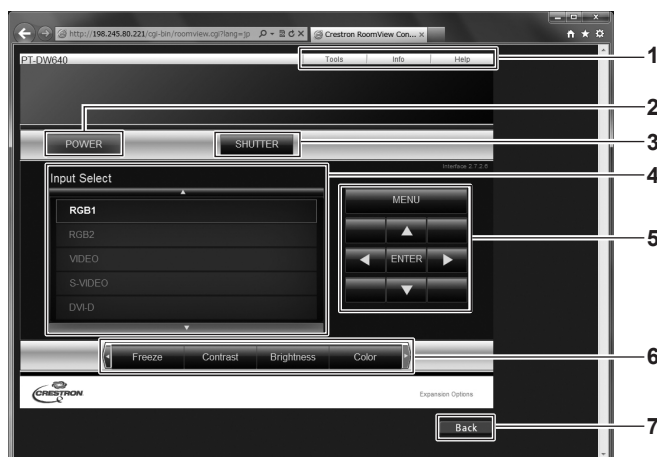 http://198.245.80.221/cgi-bin/roomview.cgi?lang=jp
Crestron RoomView Con...
PT-DW640
Tools Info Help
1
2
POWER SHUTTER
3
Interface 2.7.2.6
4
Input Select
MENU
RGB1
RGB2
5
VIDEO
ENTER
S-VIDEO
DVI-D
Freeze Contrast Brightness Color
6
CRESTRON
Expansion Options
Back
7